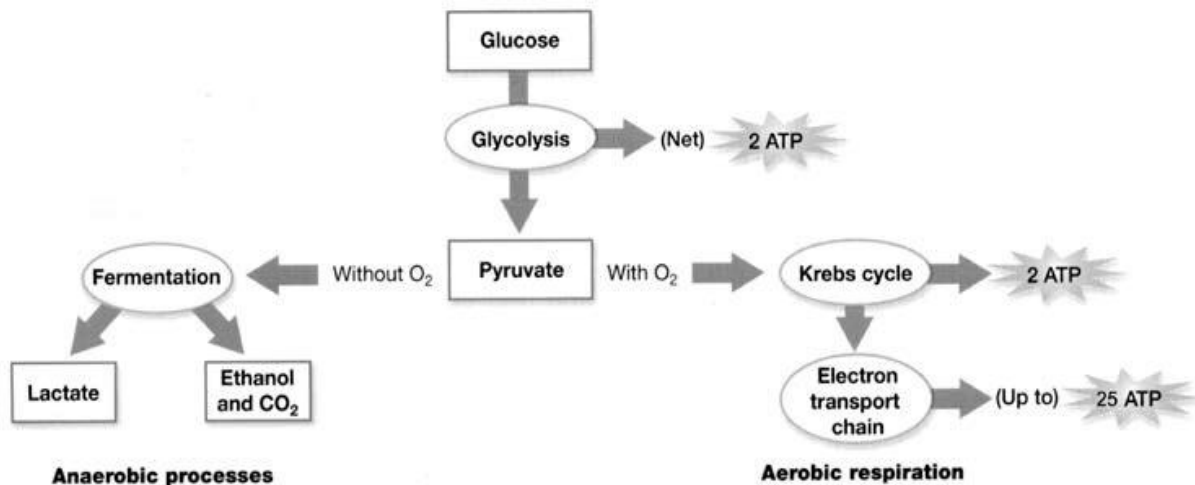 Glucose
Glycolysis
(Net)
2 ATP
Fermentation
Without O₂
Pyruvate
With O₂
Krebs cycle
2 ATP
Lactate
Ethanol
and CO₂
Electron
transport
chain
(Up to)
25 ATP
Anaerobic processes
Aerobic respiration